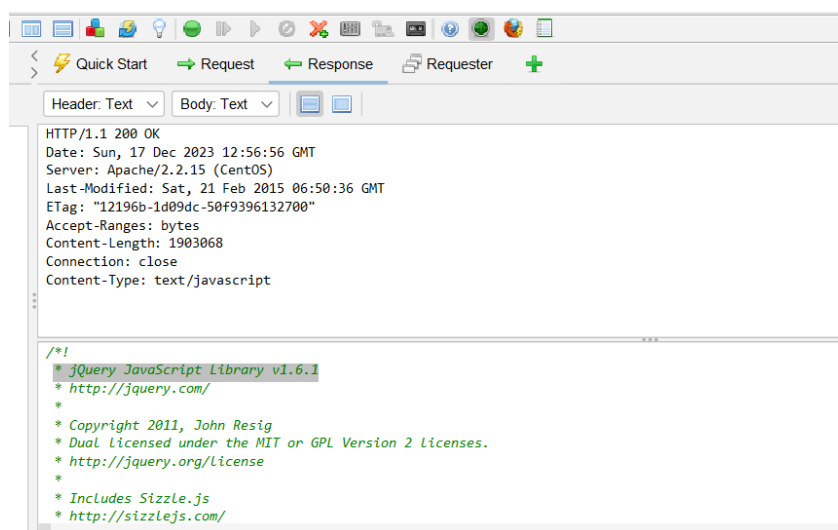 Quick Start Request Response Requester
Header: Text Body: Text
HTTP/1.1 200 OK
Date: Sun, 17 Dec 2023 12:56:56 GMT
Server: Apache/2.2.15 (CentOS)
Last-Modified: Sat, 21 Feb 2015 06:50:36 GMT
ETag: "12196b-1d09dc-50f9396132700"
Accept-Ranges: bytes
Content-Length: 1903068
Connection: close
Content-Type: text/javascript
/*!
* jQuery JavaScript Library v1.6.1
* http://jquery.com/
*
* Copyright 2011, John Resig
* Dual licensed under the MIT or GPL Version 2 licenses.
* http://jquery.org/license
*
* Includes Sizzle.js
* http://sizzlejs.com/